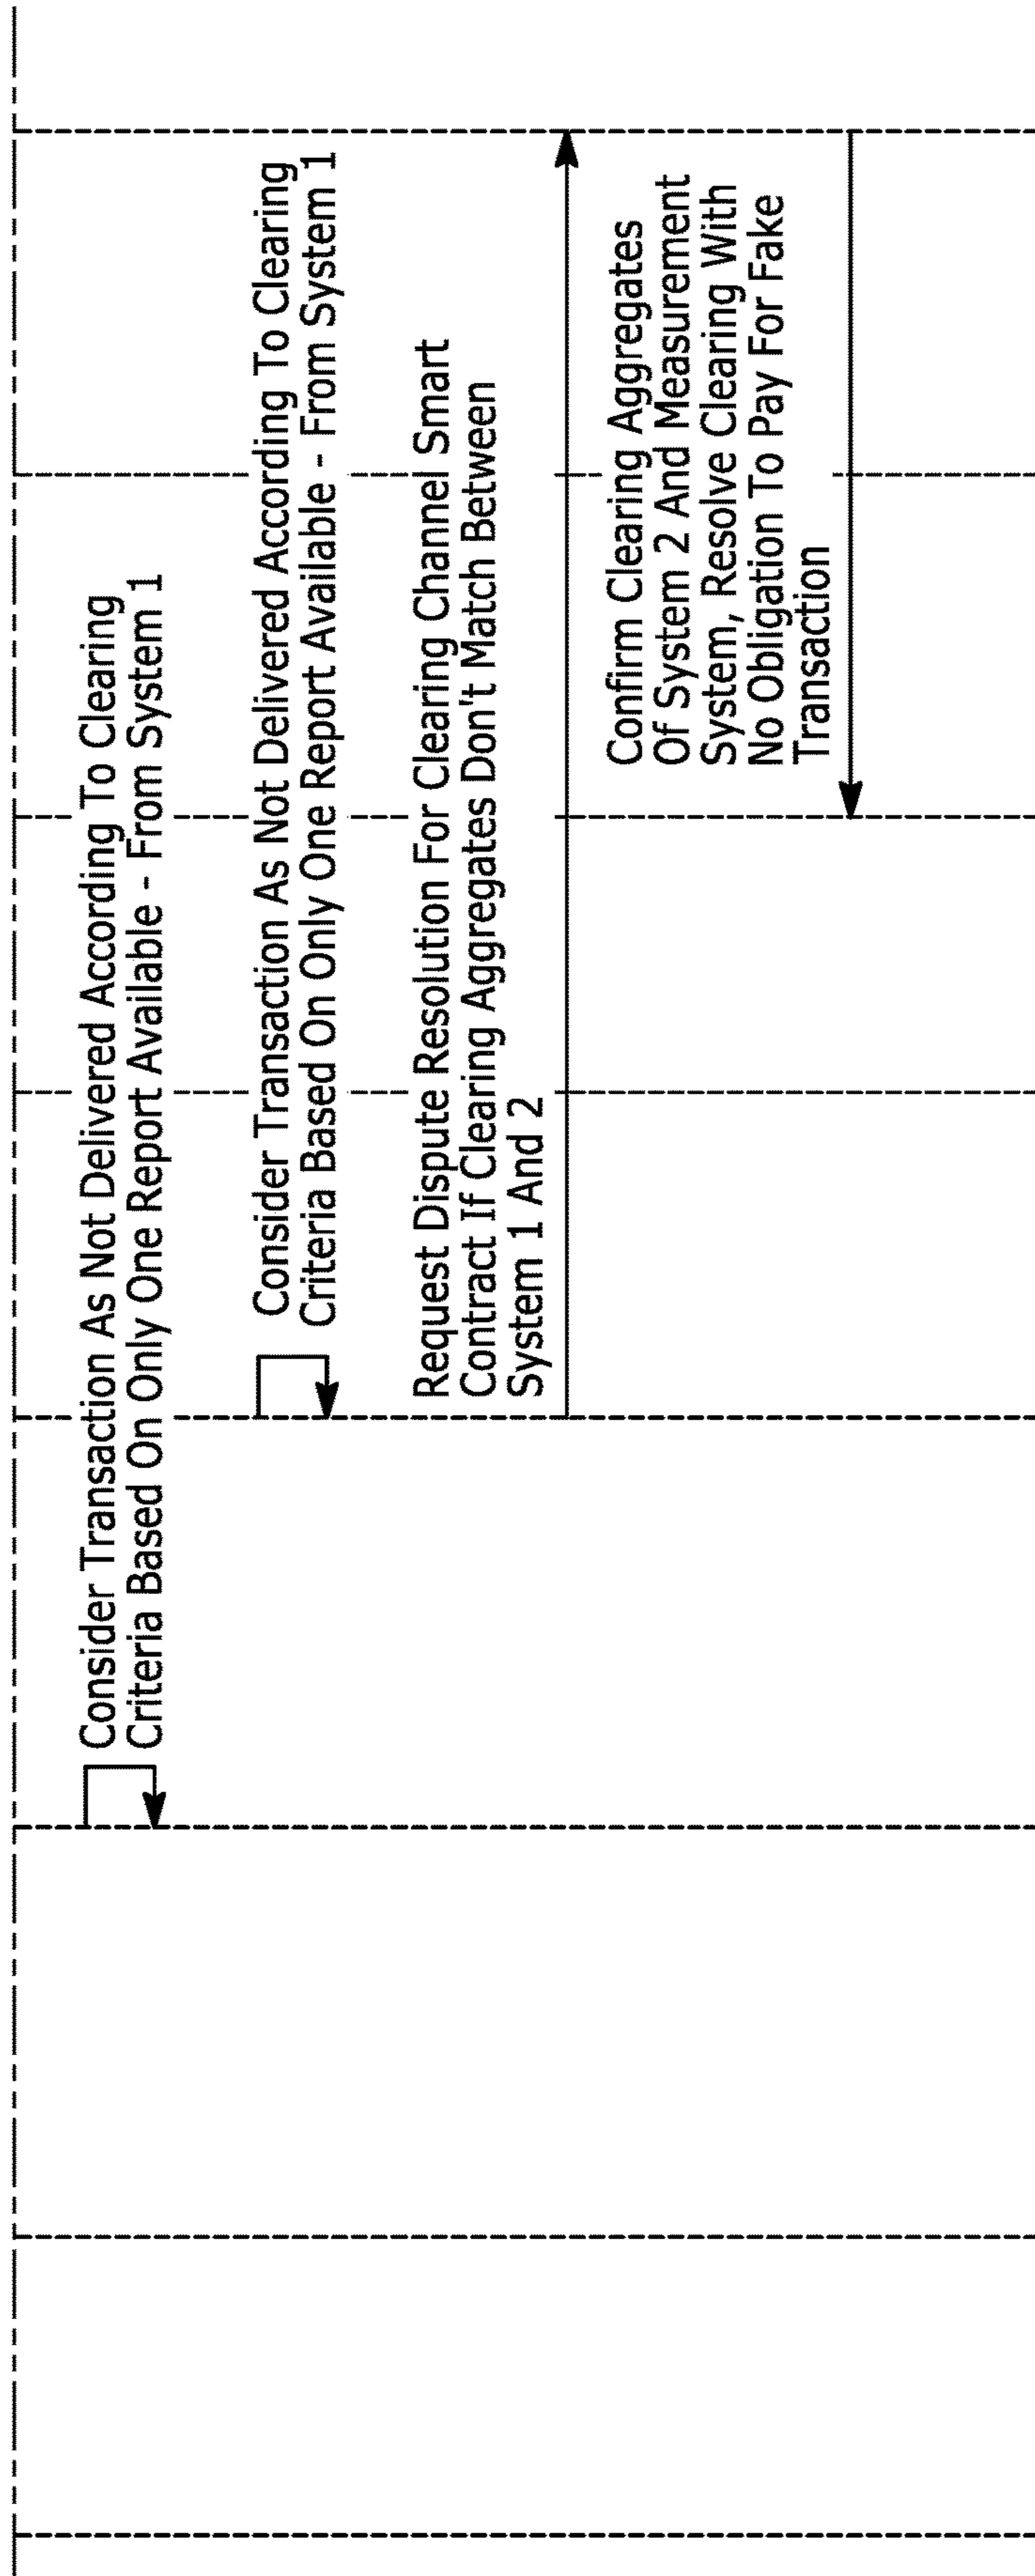 Consider Transaction As Not Delivered According To Clearing
Criteria Based On Only One Report Available - From System 1
Consider Transaction As Not Delivered According To Clearing
Criteria Based On Only One Report Available - From System 1
Request Dispute Resolution For Clearing Channel Smart
Contract If Clearing Aggregates Don't Match Between
System 1 And 2
Confirm Clearing Aggregates
Of System 2 And Measurement
System, Resolve Clearing With
No Obligation To Pay For Fake
Transaction